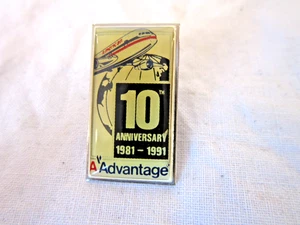 10TH
ANNIVERSARY
1981 - 1991
AAdvantage